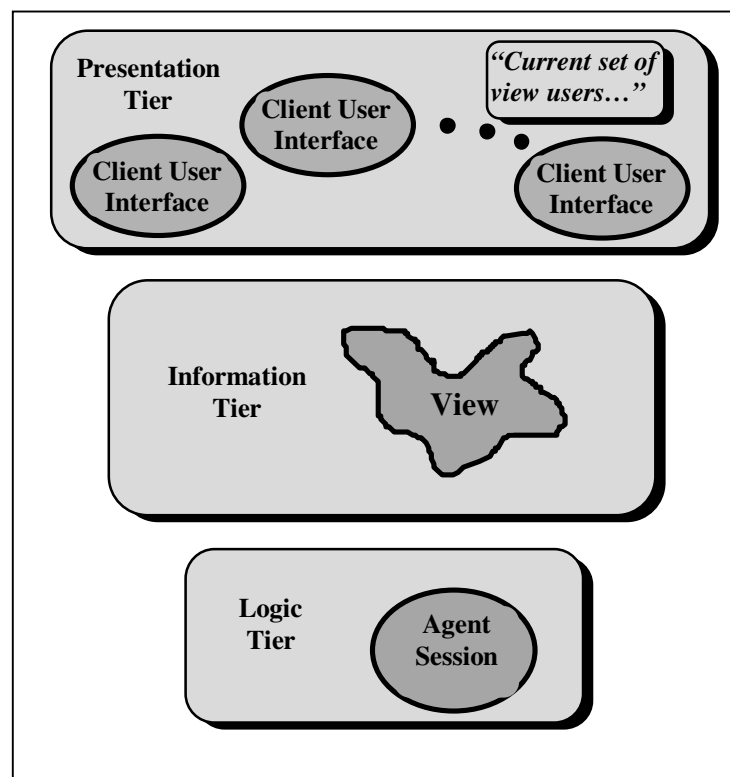 Presentation
Tier
Client User
Interface
Client User
Interface
“Current set of
view users…”
Client User
Interface
Information
Tier
View
Logic
Tier
Agent
Session